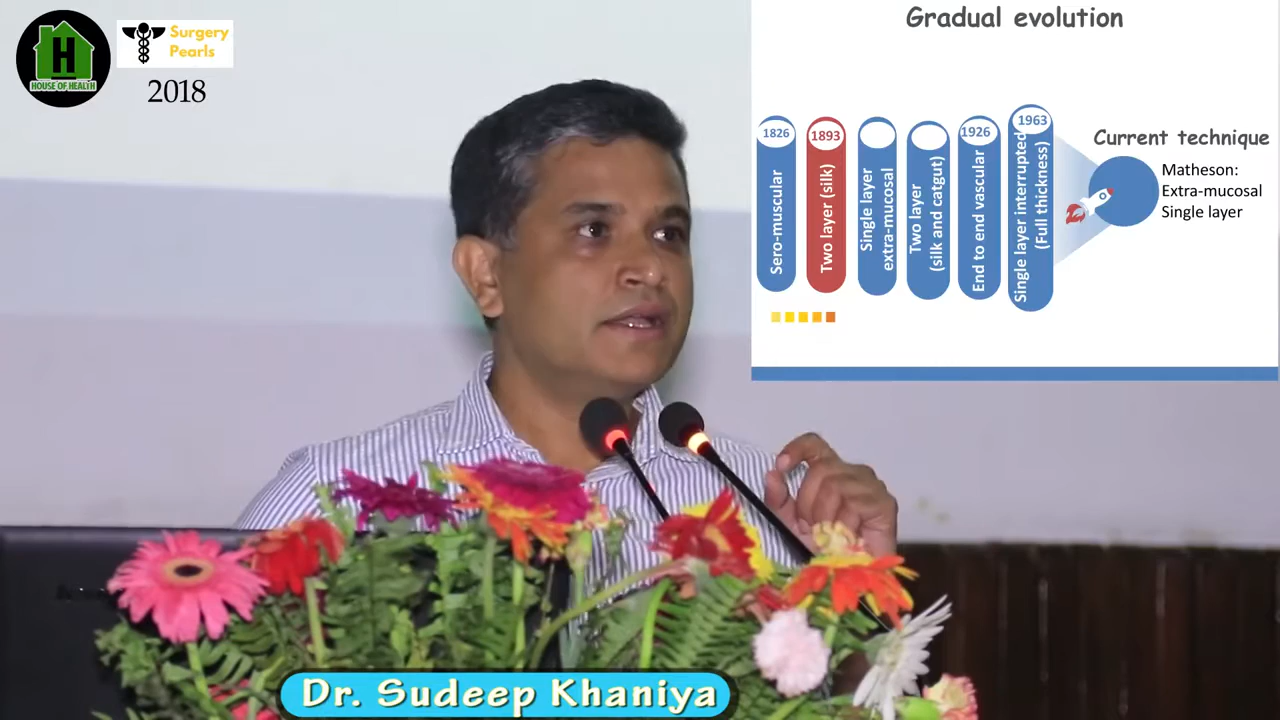 H
HOUSE OF HEALTH
Surgery
Pearls
2018
Gradual evolution
1826
Sero-muscular
1893
Two layer (silk)
Single layer
extra-mucosal
Two layer
(silk and catgut)
1926
End to end vascular
1963
Single layer interrupted
(Full thickness)
Current technique
Matheson:
Extra-mucosal
Single layer
Dr. Sudeep Khaniya